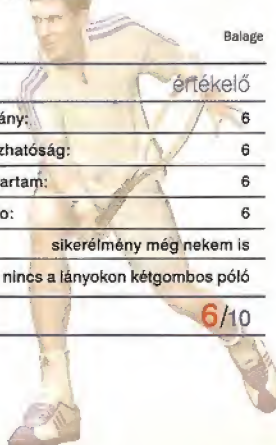 Balage
értékelő
ány: 6
zhatóság: 6
artam: 6
o: 6
sikerélmény még nekem is
nincs a lányokon kétgombos póló
6/10